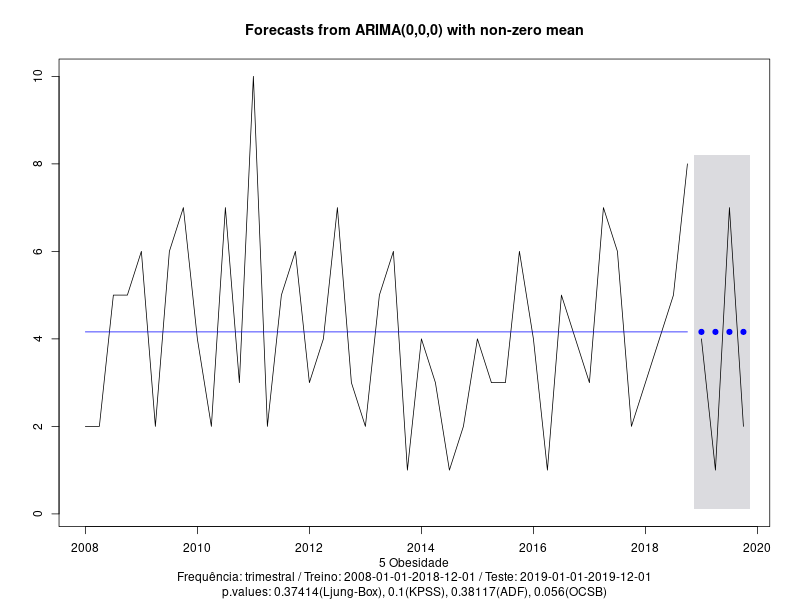 Forecasts from ARIMA(0,0,0) with non-zero mean
10
8
6
4
2
0
2008 2010 2012 2014 2016 2018 2020
5 Obesidade
Frequência: trimestral / Treino: 2008-01-01-2018-12-01 / Teste: 2019-01-01-2019-12-01
p.values: 0.37414(Ljung-Box), 0.1(KPSS), 0.38117(ADF), 0.056(OCSB)